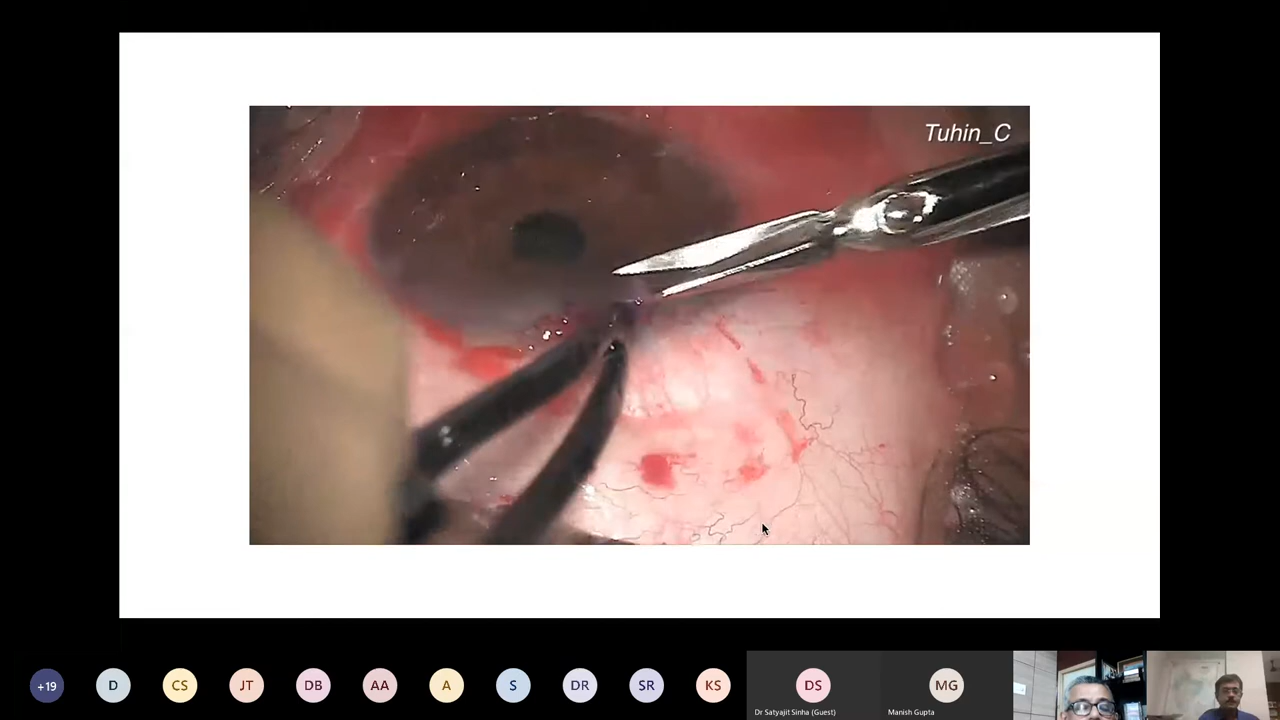 Tuhin_C
+19
D
CS
JT
DB
AA
A
S
DR
SR
KS
DS
MG
Dr Satyajit Sinha (Guest)
Manish Gupta